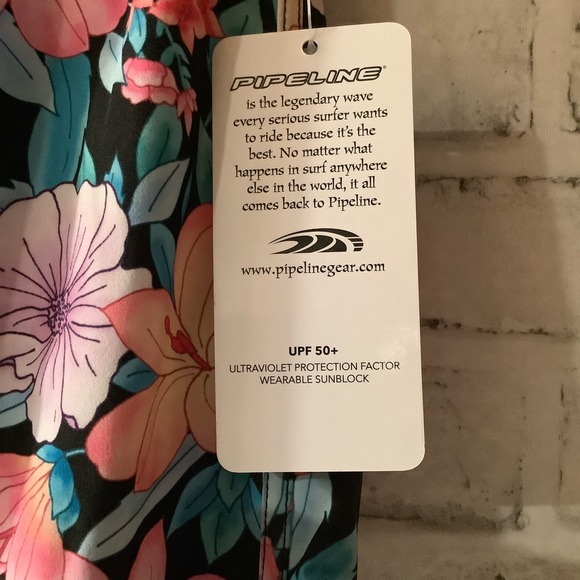 PIPELINE®
is the legendary wave
every serious surfer wants
to ride because it's the
best. No matter what
happens in surf anywhere
else in the world, it all
comes back to Pipeline.
www.pipelinegear.com
UPF 50+
ULTRAVIOLET PROTECTION FACTOR
WEARABLE SUNBLOCK